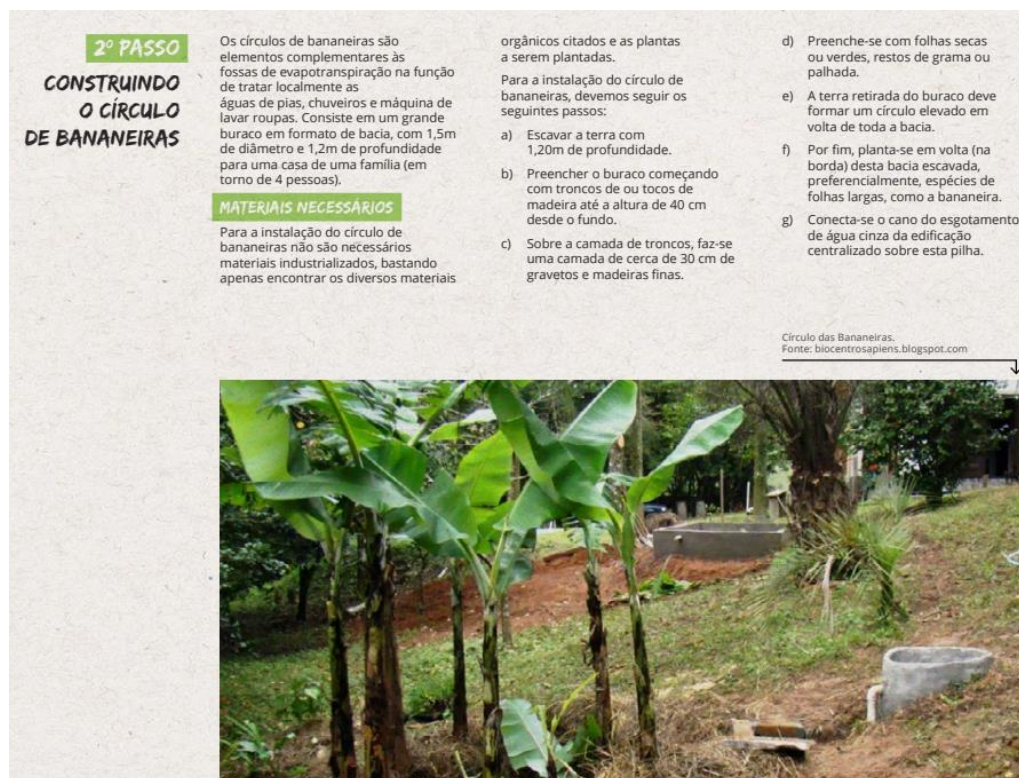 2º PASSO
CONSTRUINDO
O CÍRCULO
DE BANANEIRAS
Os círculos de bananeiras são
elementos complementares às
fossas de evapotranspiração na função
de tratar localmente as
águas de pias, chuveiros e máquina de
lavar roupas. Consiste em um grande
buraco em formato de bacia, com 1,5m
de diâmetro e 1,2m de profundidade
para uma casa de uma família (em
torno de 4 pessoas).
MATERIAIS NECESSÁRIOS
Para a instalação do círculo de
bananeiras não são necessários
materiais industrializados, bastando
apenas encontrar os diversos materiais
orgânicos citados e as plantas
a serem plantadas.
Para a instalação do círculo de
bananeiras, devemos seguir os
seguintes passos:
a) Escavar a terra com
1,20m de profundidade.
b) Preencher o buraco começando
com troncos de ou tocos de
madeira até a altura de 40 cm
desde o fundo.
c) Sobre a camada de troncos, faz-se
uma camada de cerca de 30 cm de
gravetos e madeiras finas.
d) Preenche-se com folhas secas
ou verdes, restos de grama ou
palhada.
e) A terra retirada do buraco deve
formar um círculo elevado em
volta de toda a bacia.
f) Por fim, planta-se em volta (na
borda) desta bacia escavada,
preferencialmente, espécies de
folhas largas, como a bananeira.
g) Conecta-se o cano do esgotamento
de água cinza da edificação
centralizado sobre esta pilha.
Círculo das Bananeiras.
Fonte: biocentrosapiens.blogspot.com